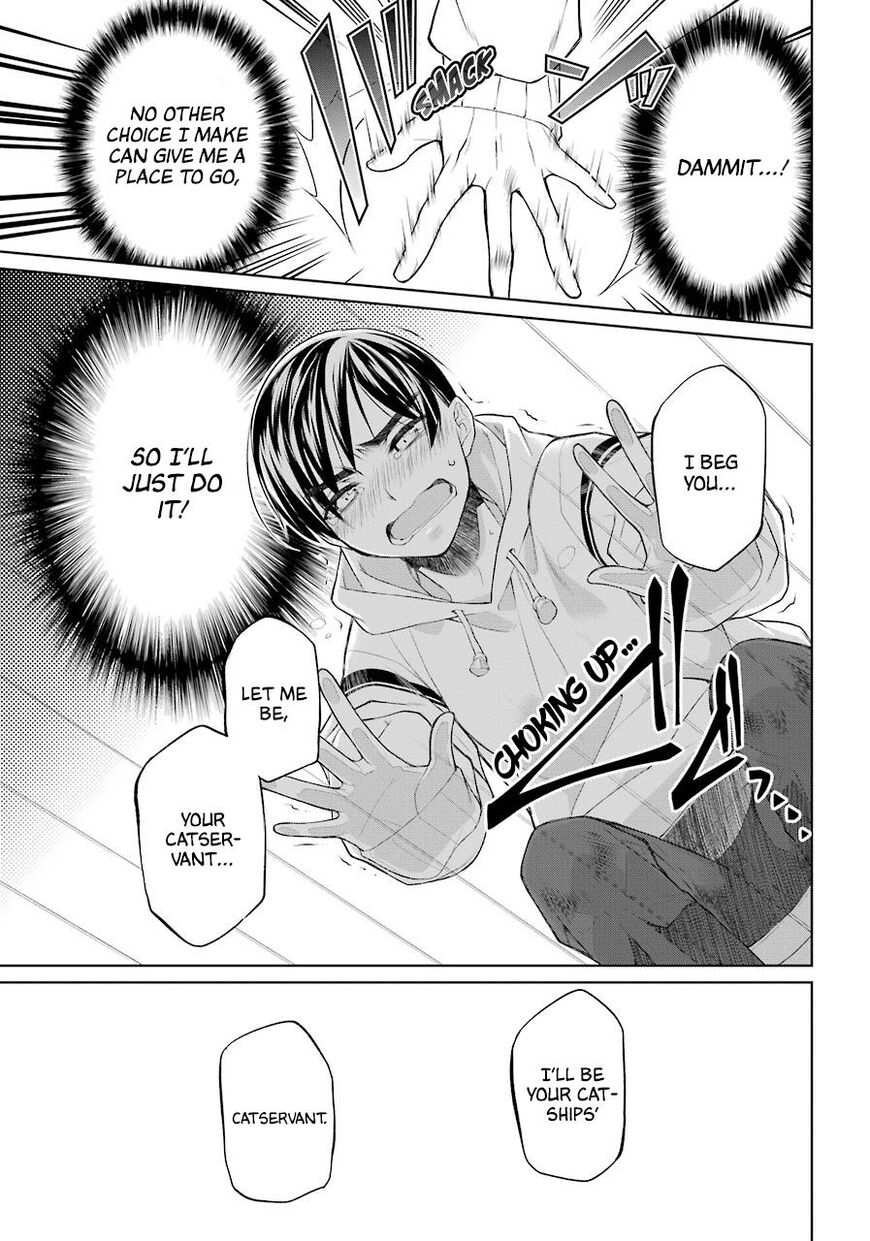 DAMMIT...!
SMACK
NO OTHER
CHOICE I MAKE
CAN GIVE ME A
PLACE TO GO,
I BEG
YOU...
SO I'LL
JUST DO
IT!
CHOKING UP...
LET ME
BE,
YOUR
CATSER-
VANT...
I'LL BE
YOUR CAT-
SHIPS'
CATSERVANT.